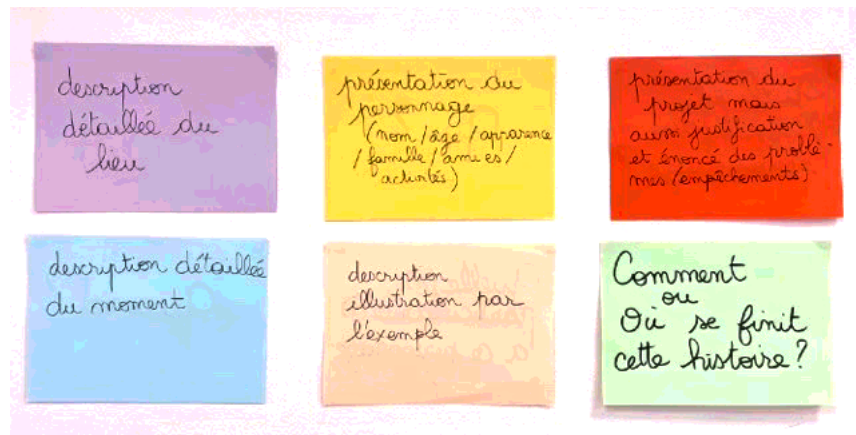 description
détaillée du
lieu
présentation du
personnage
(nom/âge/apparence
/famille/amies/
activités)
présentation du
projet mais
aussi justification
et énoncé des problè-
mes (empêchements)
description détaillée
du moment
description
illustration par
l'exemple
Comment
ou
Où se finit
cette histoire?